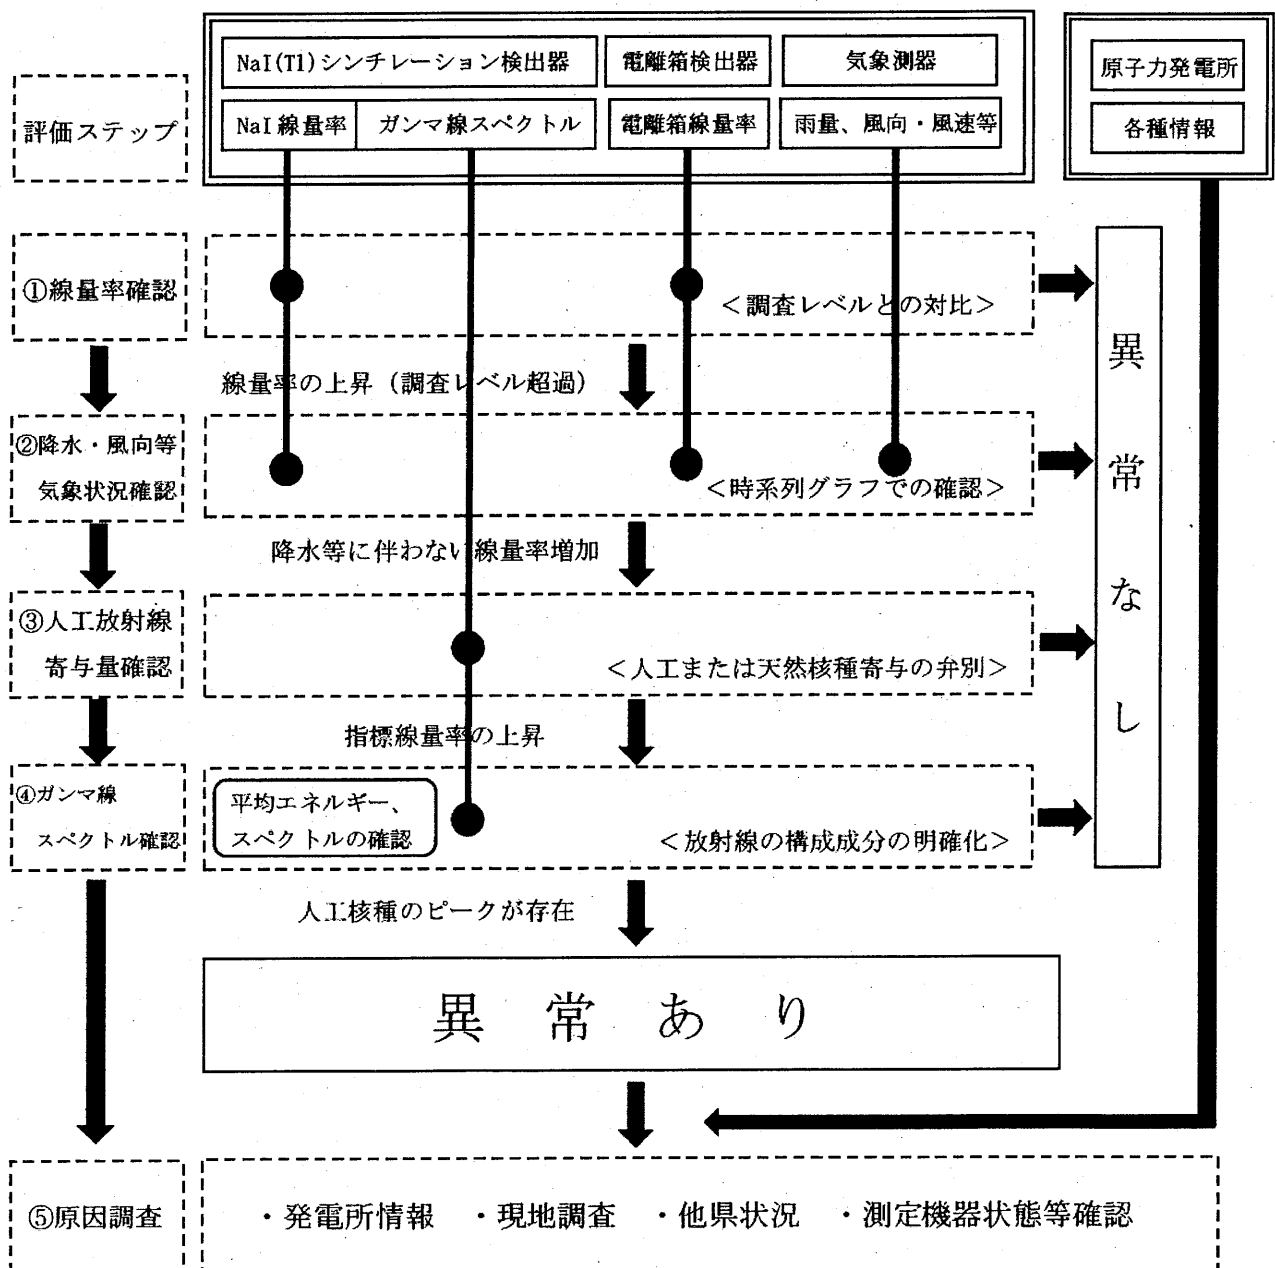 NaI(Tl)シンチレーション検出器
電離箱検出器
気象測器
原子力発電所
評価ステップ
NaI 線量率
ガンマ線スペクトル
電離箱線量率
雨量、風向・風速等
各種情報
①線量率確認
＜調査レベルとの対比＞
線量率の上昇（調査レベル超過）
②降水・風向等
気象状況確認
＜時系列グラフでの確認＞
降水等に伴わない線量率増加
③人工放射線
寄与量確認
＜人工または天然核種寄与の弁別＞
指標線量率の上昇
④ガンマ線
スペクトル確認
平均エネルギー、
スペクトルの確認
＜放射線の構成成分の明確化＞
異常なし
人工核種のピークが存在
異常あり
⑤原因調査
・発電所情報 ・現地調査 ・他県状況 ・測定機器状態等確認